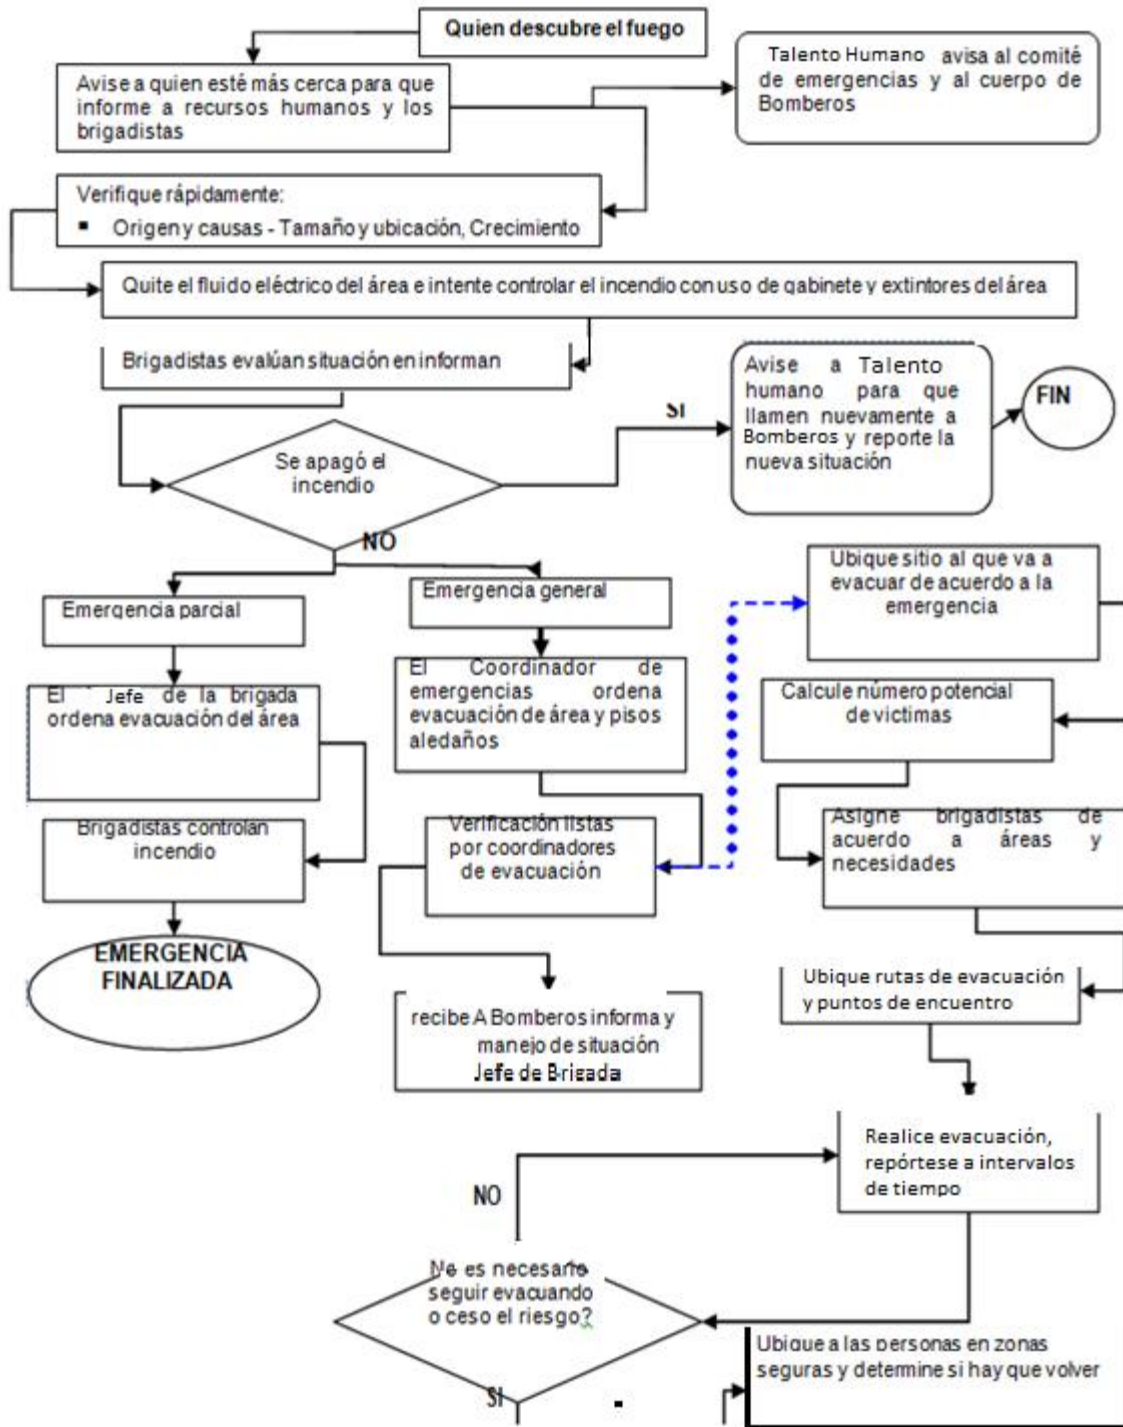 Quien descubre el fuego
Avise a quien esté más cerca para que
informe a recursos humanos y los
brigadistas
Talento Humano avisa al comité
de emergencias y al cuerpo de
Bomberos
Verifique rápidamente:
▪ Origen y causas - Tamaño y ubicación, Crecimiento
Quite el fluido eléctrico del área e intente controlar el incendio con uso de gabinete y extintores del área
Brigadistas evalúan situación en informan
SI
Avise a Talento
humano para que
llamen nuevamente a
Bomberos y reporte la
nueva situación
FIN
Se apagó el
incendio
NO
Emergencia parcial
Emergencia general
Ubique sitio al que va a
evacuar de acuerdo a la
emergencia
El Jefe de la brigada
ordena evacuación del área
El Coordinador de
emergencias ordena
evacuación de área y pisos
aledaños
Calcule número potencial
de victimas
Brigadistas controlan
incendio
Verificación listas
por coordinadores
de evacuación
Asigne brigadistas de
acuerdo a áreas y
necesidades
EMERGENCIA
FINALIZADA
recibe A Bomberos informa y
manejo de situación
Jefe de Brigada
Ubique rutas de evacuación
y puntos de encuentro
Realice evacuación,
repórtese a intervalos
de tiempo
NO
No es necesario
seguir evacuando
o ceso el riesgo?
SI
Ubique a las personas en zonas
seguras y determine si hay que volver